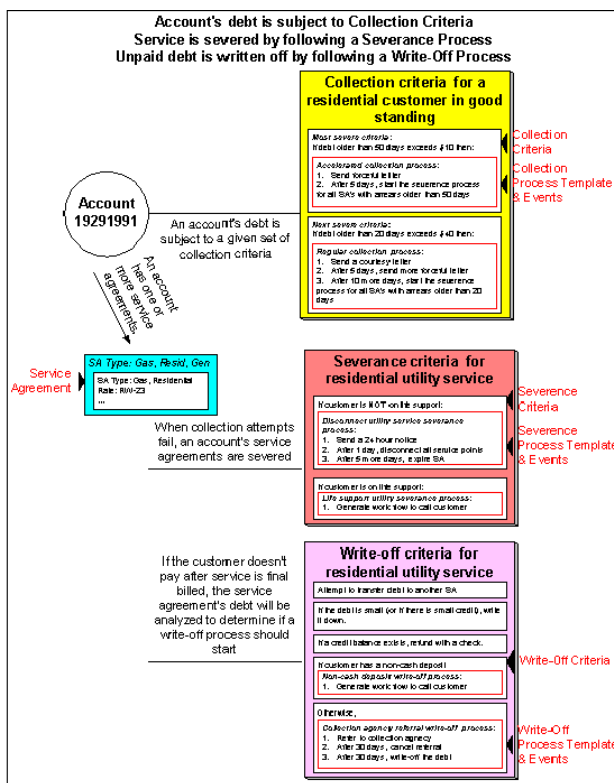 Account's debt is subject to Collection Criteria
Service is severed by following a Severance Process
Unpaid debt is written off by following a Write-Off Process
Collection criteria for a
residential customer in good
standing
Most severe criteria:
If debt older than 50 days exceeds $10 then:
Accelerated collection process:
1. Send forceful letter
2. After 5 days, start the severence process
for all SA's with arrears older than 50 days
Collection
Criteria
Collection
Process Template
& Events
Account
19291991
An account's debt is
subject to a given set of
collection criteria
Next severe criteria:
If debt older than 20 days exceeds $40 then:
Regular collection process:
1. Send a courtesy letter
2. After 5 days, send more forceful letter
3. After 10 more days, start the severence
process for all SA's with arrears older than 20
days
An account
has one or
more service
agreements,
Service
Agreement
SA Type: Gas, Resid, Gen
SA Type: Gas, Residential
Rate:
...
Severance criteria for
residential utility service
If customer is NOT on life support:
Disconnect utility service severance
process:
1. Send a 24 hour notice
2. After 1 day, disconnect all service points
3. After 5 more days, expire SA
Severence
Criteria
Severence
Process Template
& Events
When collection attempts
fail, an account's service
agreements are severed
If customer is on life support:
Life support utility severance process:
1. Generate work flow to call customer
Write-off criteria for
residential utility service
If the customer doesn't
pay after service is final
billed, the service
agreement's debt will be
analyzed to determine if a
write-off process should
start
Attempt to transfer debt to another SA
If the debt is small (or if there is small credit), write
it down.
If a credit balance exists, refund with a check.
If customer has a non-cash deposit
Non-cash deposit write-off process:
1. Generate work flow to call customer
Write-Off Criteria
Otherwise,
Collection agency referral write-off process:
1. Refer to collection agency
2. After 30 days, cancel referral
3. After 30 days, write-off the debt
Write-Off
Process Template
& Events